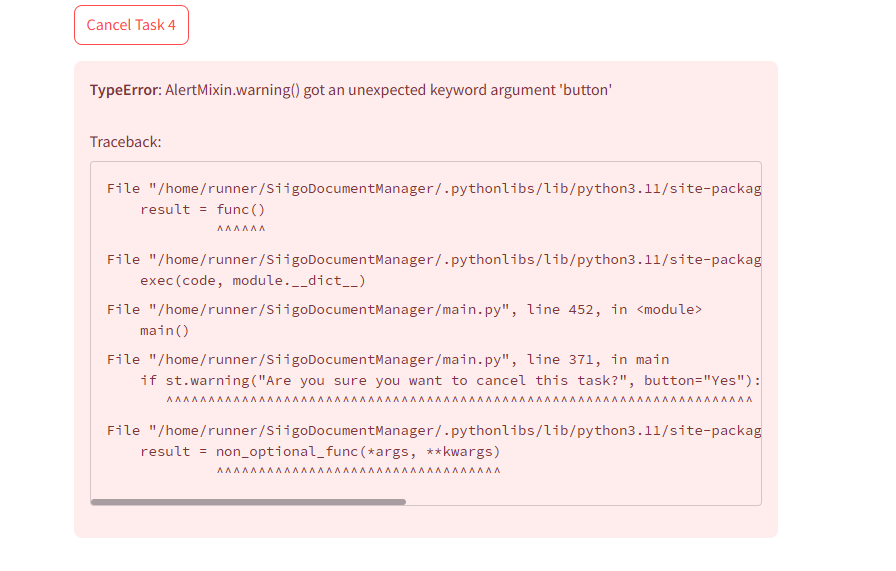 Cancel Task 4
TypeError: AlertMixin.warning() got an unexpected keyword argument 'button'
Traceback:
File "/home/runner/SiigoDocumentManager/.pythonlibs/lib/python3.11/site-packag
    result = func()
             ^^^^^^
File "/home/runner/SiigoDocumentManager/.pythonlibs/lib/python3.11/site-packag
    exec(code, module.__dict__)
File "/home/runner/SiigoDocumentManager/main.py", line 452, in <module>
    main()
File "/home/runner/SiigoDocumentManager/main.py", line 371, in main
    if st.warning("Are you sure you want to cancel this task?", button="Yes"):
       ^^^^^^^^^^^^^^^^^^^^^^^^^^^^^^^^^^^^^^^^^^^^^^^^^^^^^^^^^^^^^^^^^^^^^^
File "/home/runner/SiigoDocumentManager/.pythonlibs/lib/python3.11/site-packag
    result = non_optional_func(*args, **kwargs)
             ^^^^^^^^^^^^^^^^^^^^^^^^^^^^^^^^^^